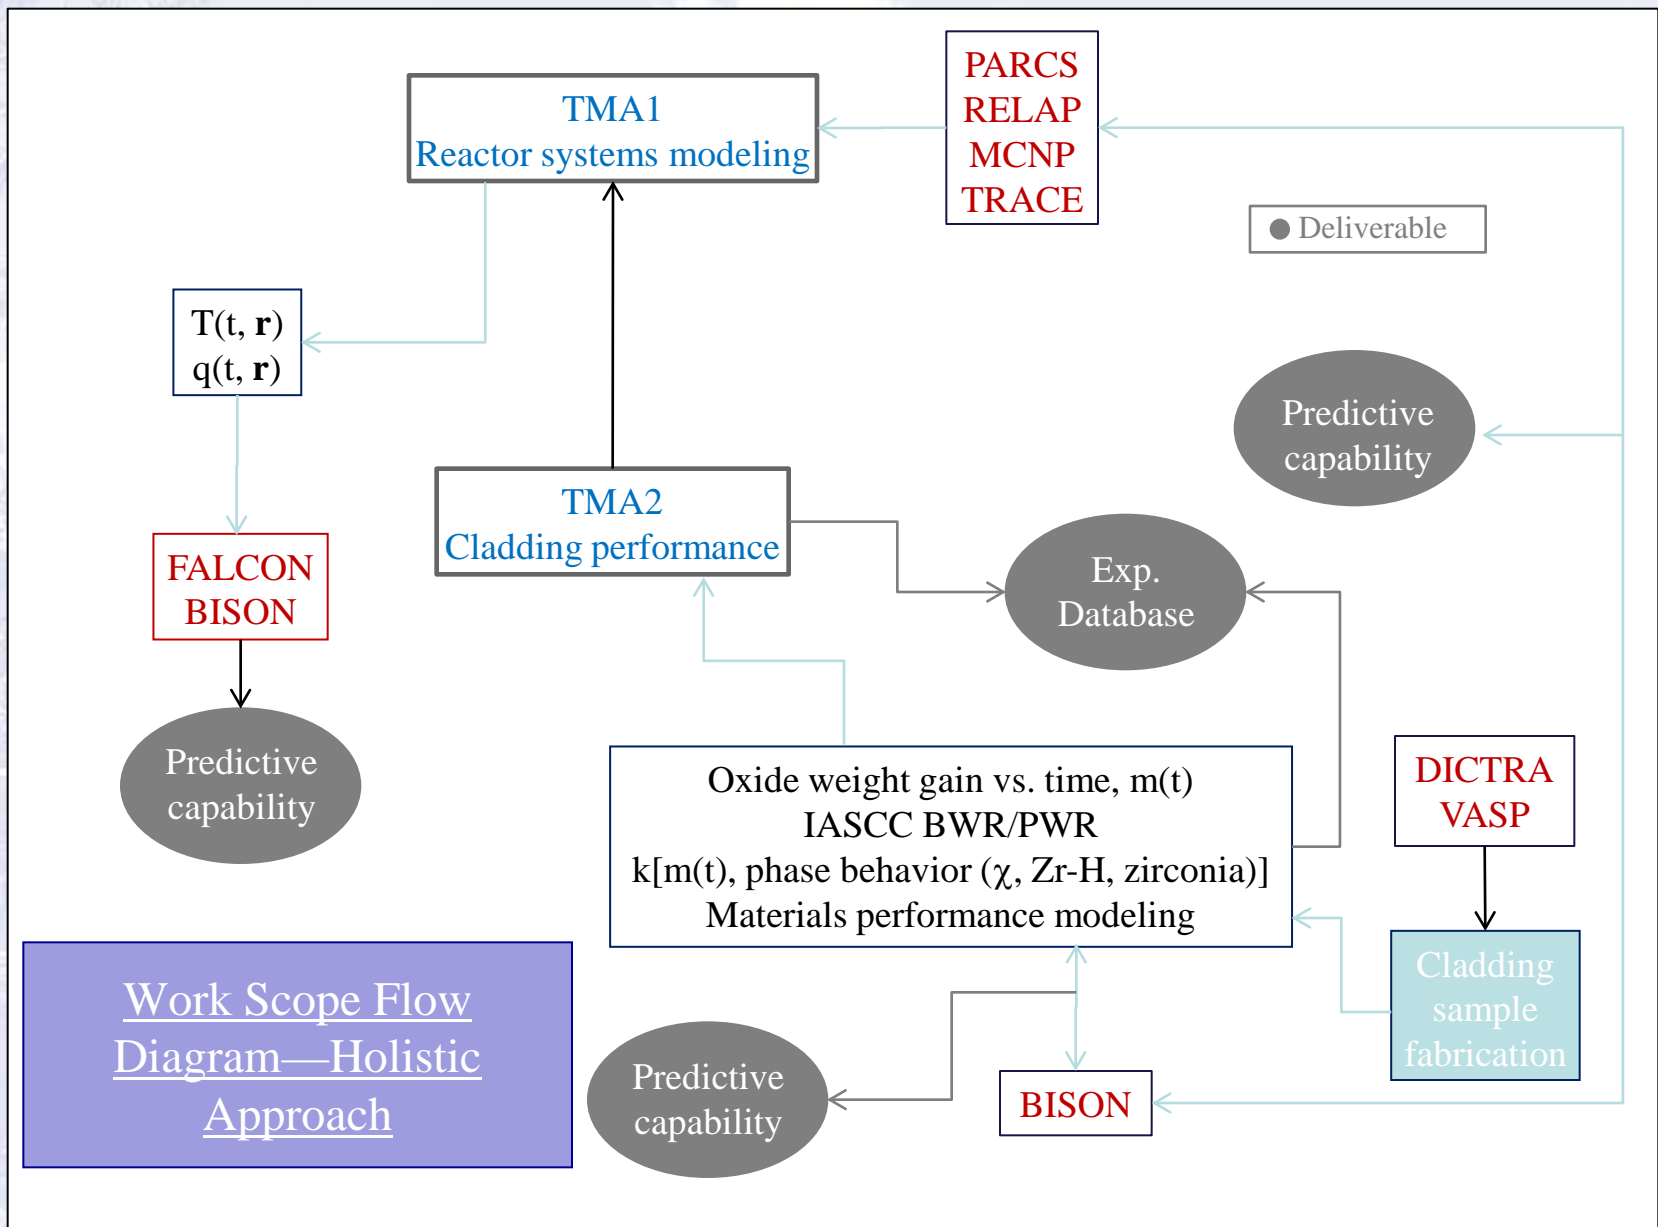 PARCS
RELAP
MCNP
TRACE
TMA1
Reactor systems modeling
● Deliverable
T(t, r)
q(t, r)
Predictive
capability
TMA2
Cladding performance
FALCON
BISON
Exp.
Database
Predictive
capability
Oxide weight gain vs. time, m(t)
IASCC BWR/PWR
k[m(t), phase behavior (χ, Zr-H, zirconia)]
Materials performance modeling
DICTRA
VASP
Cladding
sample
fabrication
Work Scope Flow
Diagram—Holistic
Approach
Predictive
capability
BISON